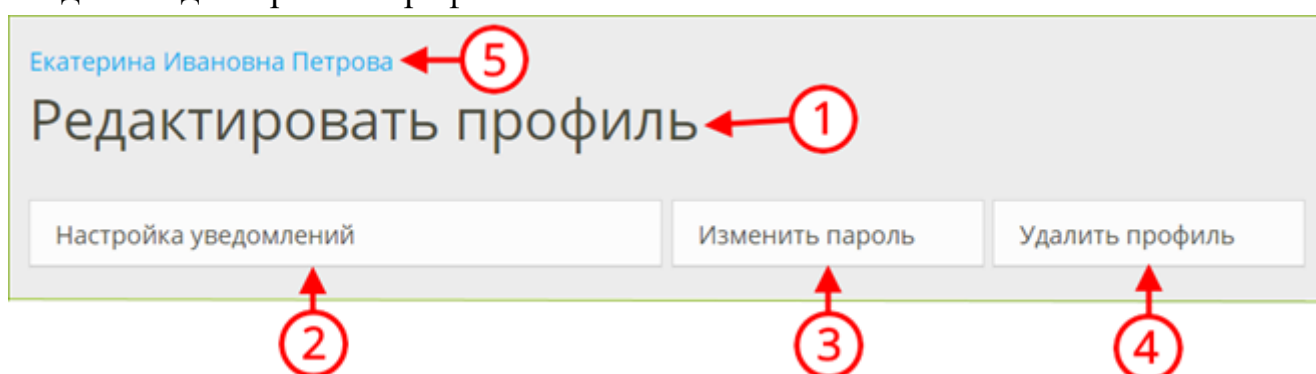 Екатерина Ивановна Петрова 5
Редактировать профиль 1
Настройка уведомлений Изменить пароль Удалить профиль
2 3 4